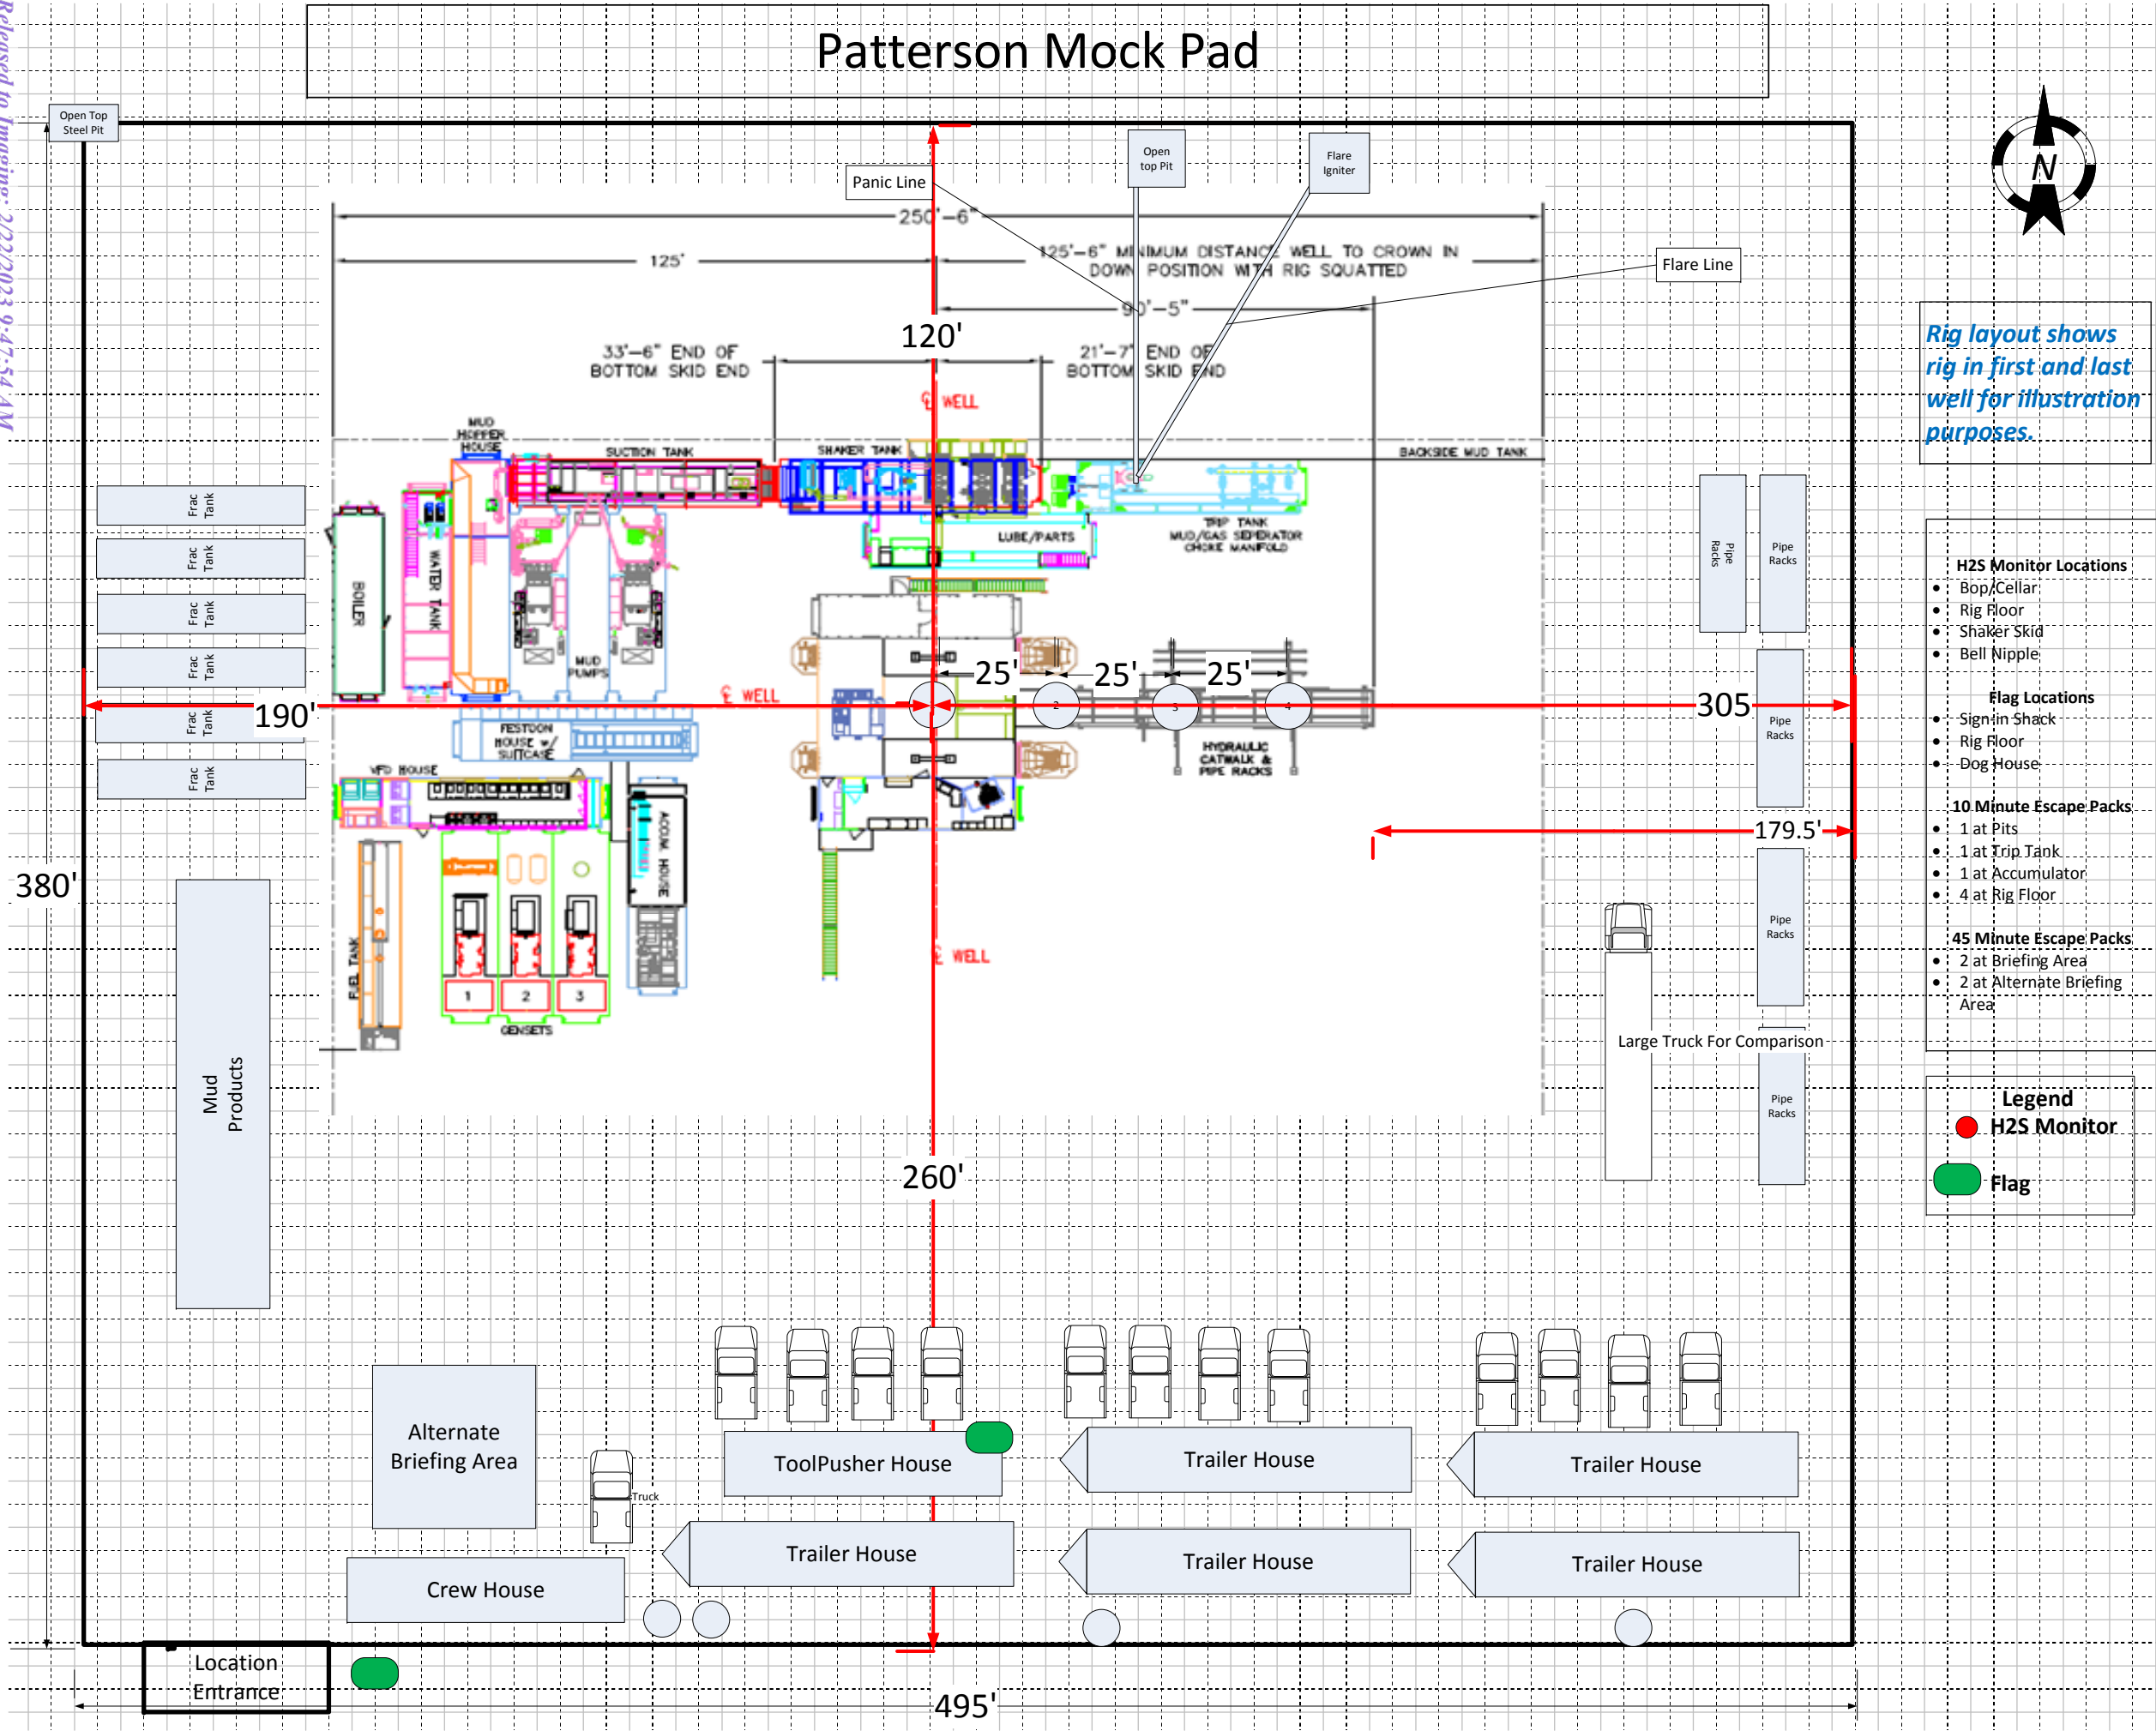 Patterson Mock Pad
Released to Imaging: 2/22/2023 9:47:54 AM
Open Top
Steel Pit
Open
top Pit
Flare
Igniter
Panic Line
250'-6"
125'
125'-6" MINIMUM DISTANCE WELL TO CROWN IN
DOWN POSITION WITH RIG SQUATTED
Flare Line
90'-5"
120'
33'-6" END OF
BOTTOM SKID END
21'-7" END OF
BOTTOM SKID END
℄ WELL
N
Rig layout shows
rig in first and last
well for illustration
purposes.
MUD
HOPPER
HOUSE
SUCTION TANK
SHAKER TANK
BACKSIDE MUD TANK
Frac
Tank
Frac
Tank
Frac
Tank
Frac
Tank
Frac
Tank
Frac
Tank
BOILER
WATER TANK
MUD
PUMPS
LUBE/PARTS
TRIP TANK
MUD/GAS SEPERATOR
CHOKE MANIFOLD
Pipe
Racks
Pipe
Racks
Pipe
Racks
Pipe
Racks
Pipe
Racks
25'
25'
25'
2
3
4
190'
℄ WELL
305
179.5'
FESTOON
HOUSE w/
SUITCASE
HYDRAULIC
CATWALK &
PIPE RACKS
VFD HOUSE
ACCUM. HOUSE
FUEL TANK
1
2
3
GENSETS
℄ WELL
380'
Mud
Products
Large Truck For Comparison
260'
H2S Monitor Locations
• Bop/Cellar
• Rig Floor
• Shaker Skid
• Bell Nipple
Flag Locations
• Sign in Shack
• Rig Floor
• Dog House
10 Minute Escape Packs
• 1 at Pits
• 1 at Trip Tank
• 1 at Accumulator
• 4 at Rig Floor
45 Minute Escape Packs
• 2 at Briefing Area
• 2 at Alternate Briefing
Area
Legend
H2S Monitor
Flag
Alternate
Briefing Area
Truck
ToolPusher House
Trailer House
Trailer House
Crew House
Trailer House
Trailer House
Trailer House
Location
Entrance
495'